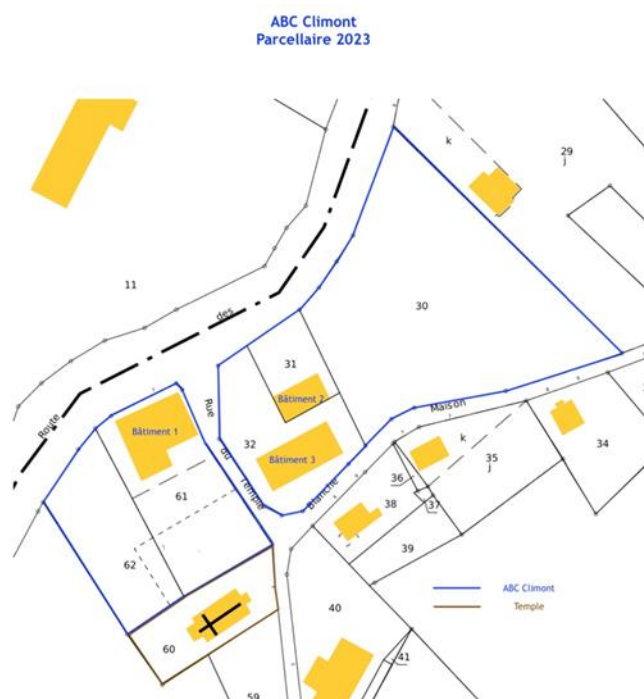 ABC Climont
Parcellaire 2023
k
29
j
11
30
des
31
Route
Rue
Bâtiment 2
Maison
Bâtiment 1
32
k
34
du
Bâtiment 3
35
j
61
36
Temple
Blanche
37
38
39
62
ABC Climont
40
Temple
60
41
59